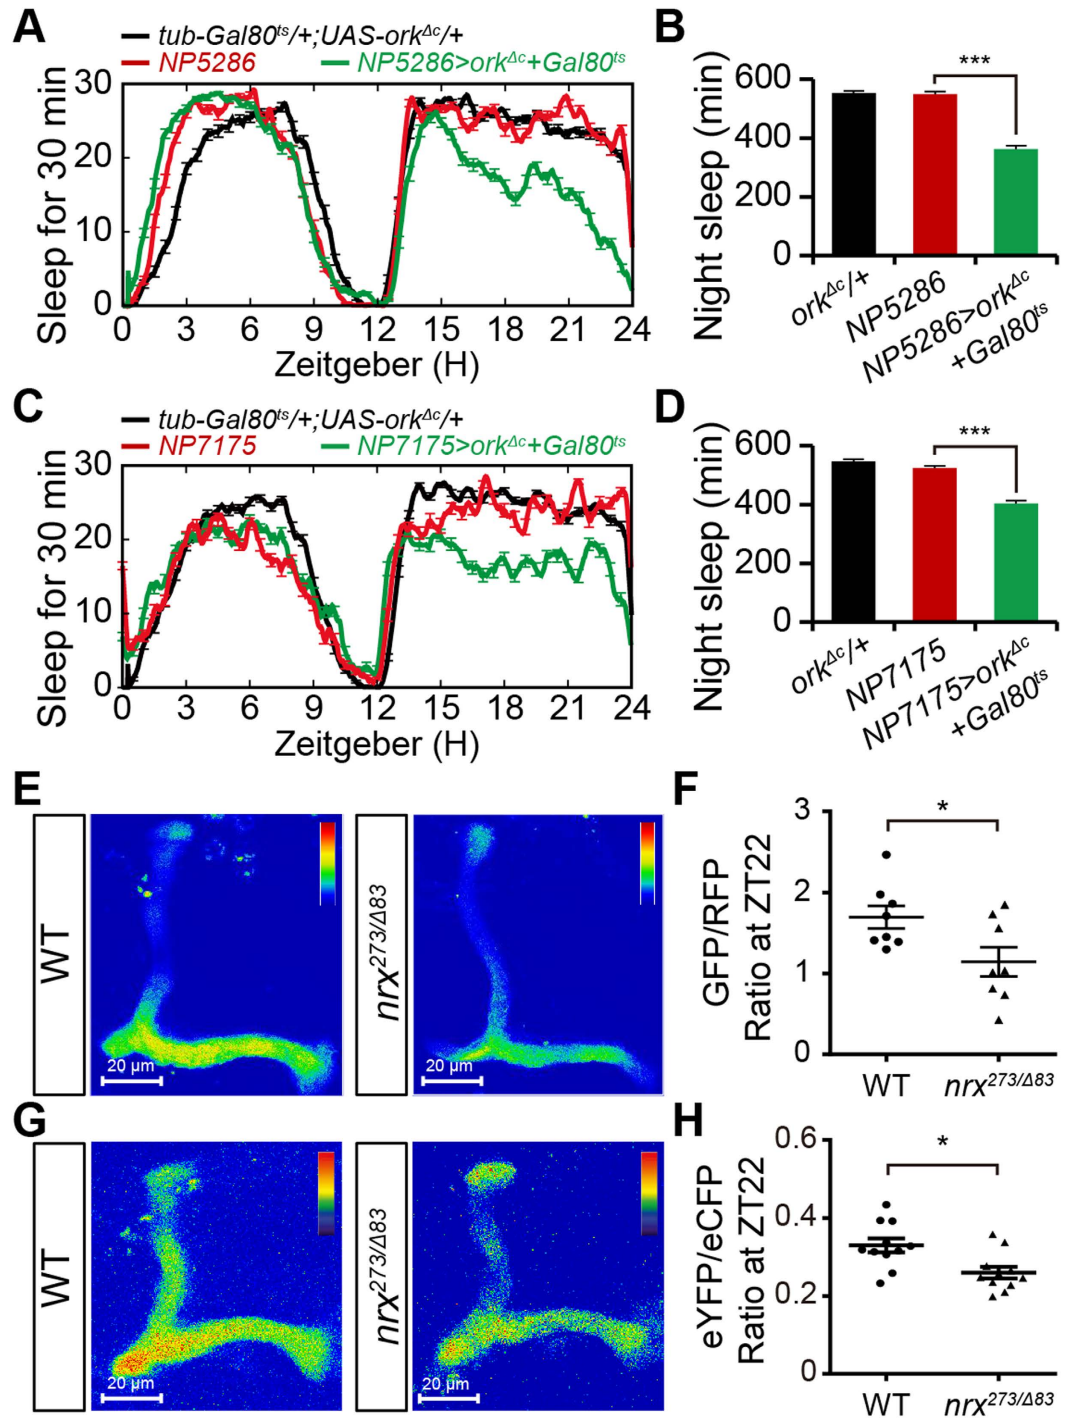 A
tub-Gal80ts/+;UAS-orkΔc/+
NP5286
NP5286>orkΔc+Gal80ts
Sleep for 30 min
30
20
10
0
0 3 6 9 12 15 18 21 24
Zeitgeber (H)
B
Night sleep (min)
600
400
200
0
***
orkΔc/+
NP5286
NP5286>orkΔc
+Gal80ts
C
tub-Gal80ts/+;UAS-orkΔc/+
NP7175
NP7175>orkΔc+Gal80ts
Sleep for 30 min
30
20
10
0
0 3 6 9 12 15 18 21 24
Zeitgeber (H)
D
Night sleep (min)
600
400
200
0
***
orkΔc/+
NP7175
NP7175>orkΔc
+Gal80ts
E
WT
20 µm
nrx273/Δ83
20 µm
F
GFP/RFP
Ratio at ZT22
3
2
1
0
*
WT
nrx273/Δ83
G
WT
20 µm
nrx273/Δ83
20 µm
H
eYFP/eCFP
Ratio at ZT22
0.6
0.4
0.2
0
*
WT
nrx273/Δ83